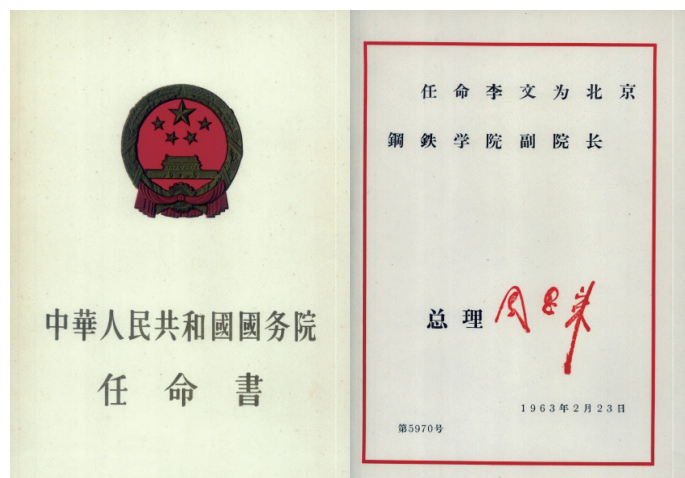 中華人民共和國國务院
任命書
任命李文为北京
鋼鉄学院副院长
总理 周恩来
1963年2月23日
第5970号